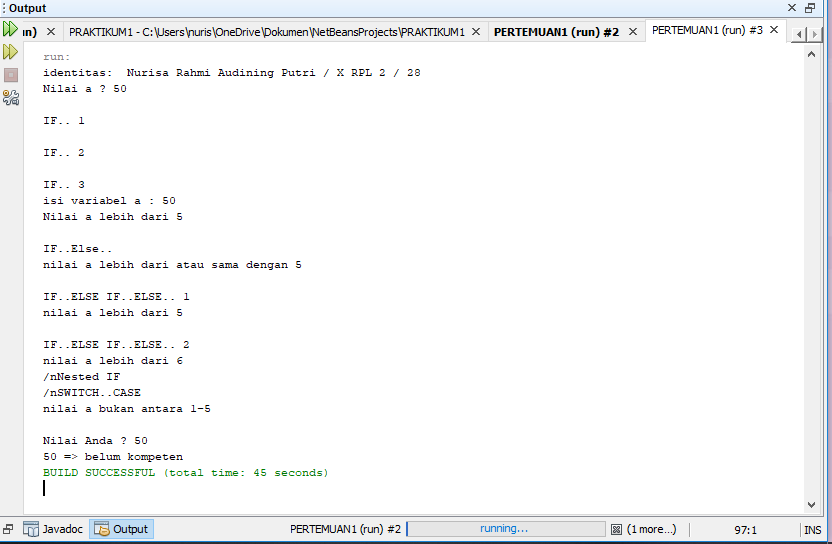 Output
un)
PRAKTIKUM1 - C:\Users\nuris\OneDrive\Dokumen\NetBeansProjects\PRAKTIKUM1
PERTEMUAN1 (run) #2
PERTEMUAN1 (run) #3
run:
identitas:  Nurisa Rahmi Audining Putri / X RPL 2 / 28
Nilai a ? 50
IF.. 1
IF.. 2
IF.. 3
isi variabel a : 50
Nilai a lebih dari 5
IF..Else..
nilai a lebih dari atau sama dengan 5
IF..ELSE IF..ELSE.. 1
nilai a lebih dari 5
IF..ELSE IF..ELSE.. 2
nilai a lebih dari 6
/nNested IF
/nSWITCH..CASE
nilai a bukan antara 1-5
Nilai Anda ? 50
50 => belum kompeten
BUILD SUCCESSFUL (total time: 45 seconds)
Javadoc Output PERTEMUAN1 (run) #2 running... (1 more...) 97:1 INS